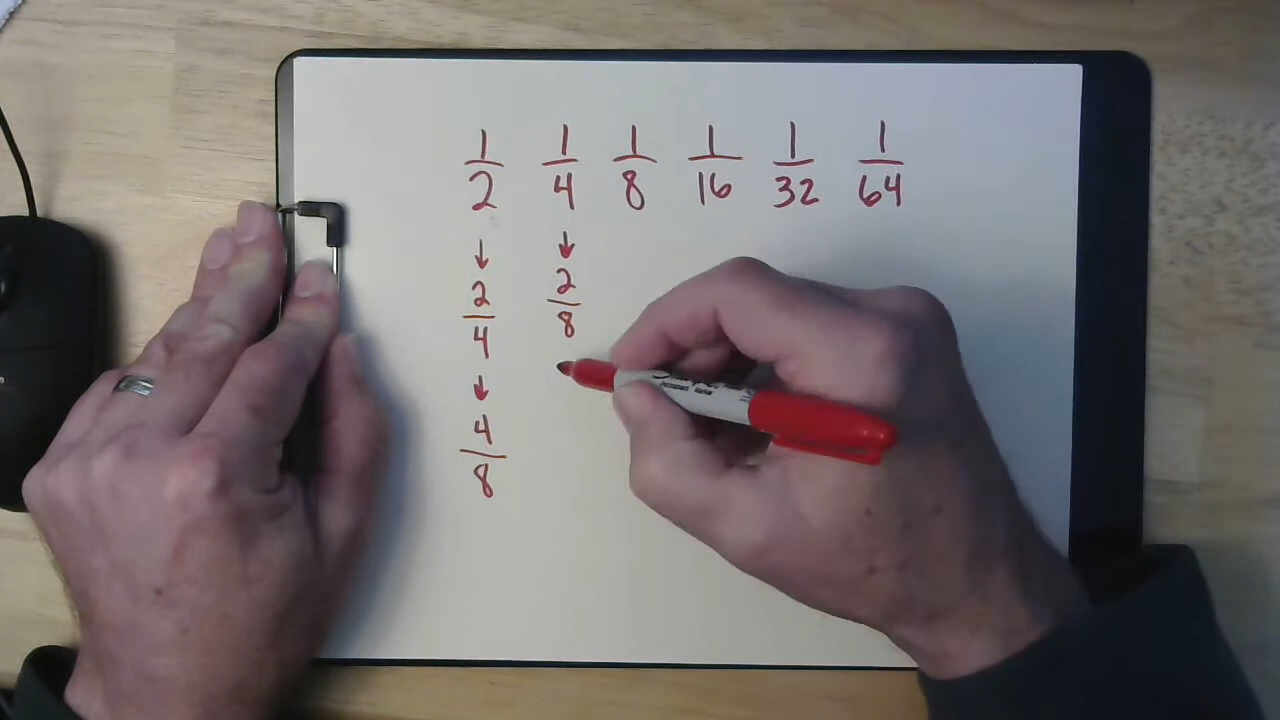 1/2 1/4 1/8 1/16 1/32 1/64
↓ ↓
2/4 2/8
↓
4/8